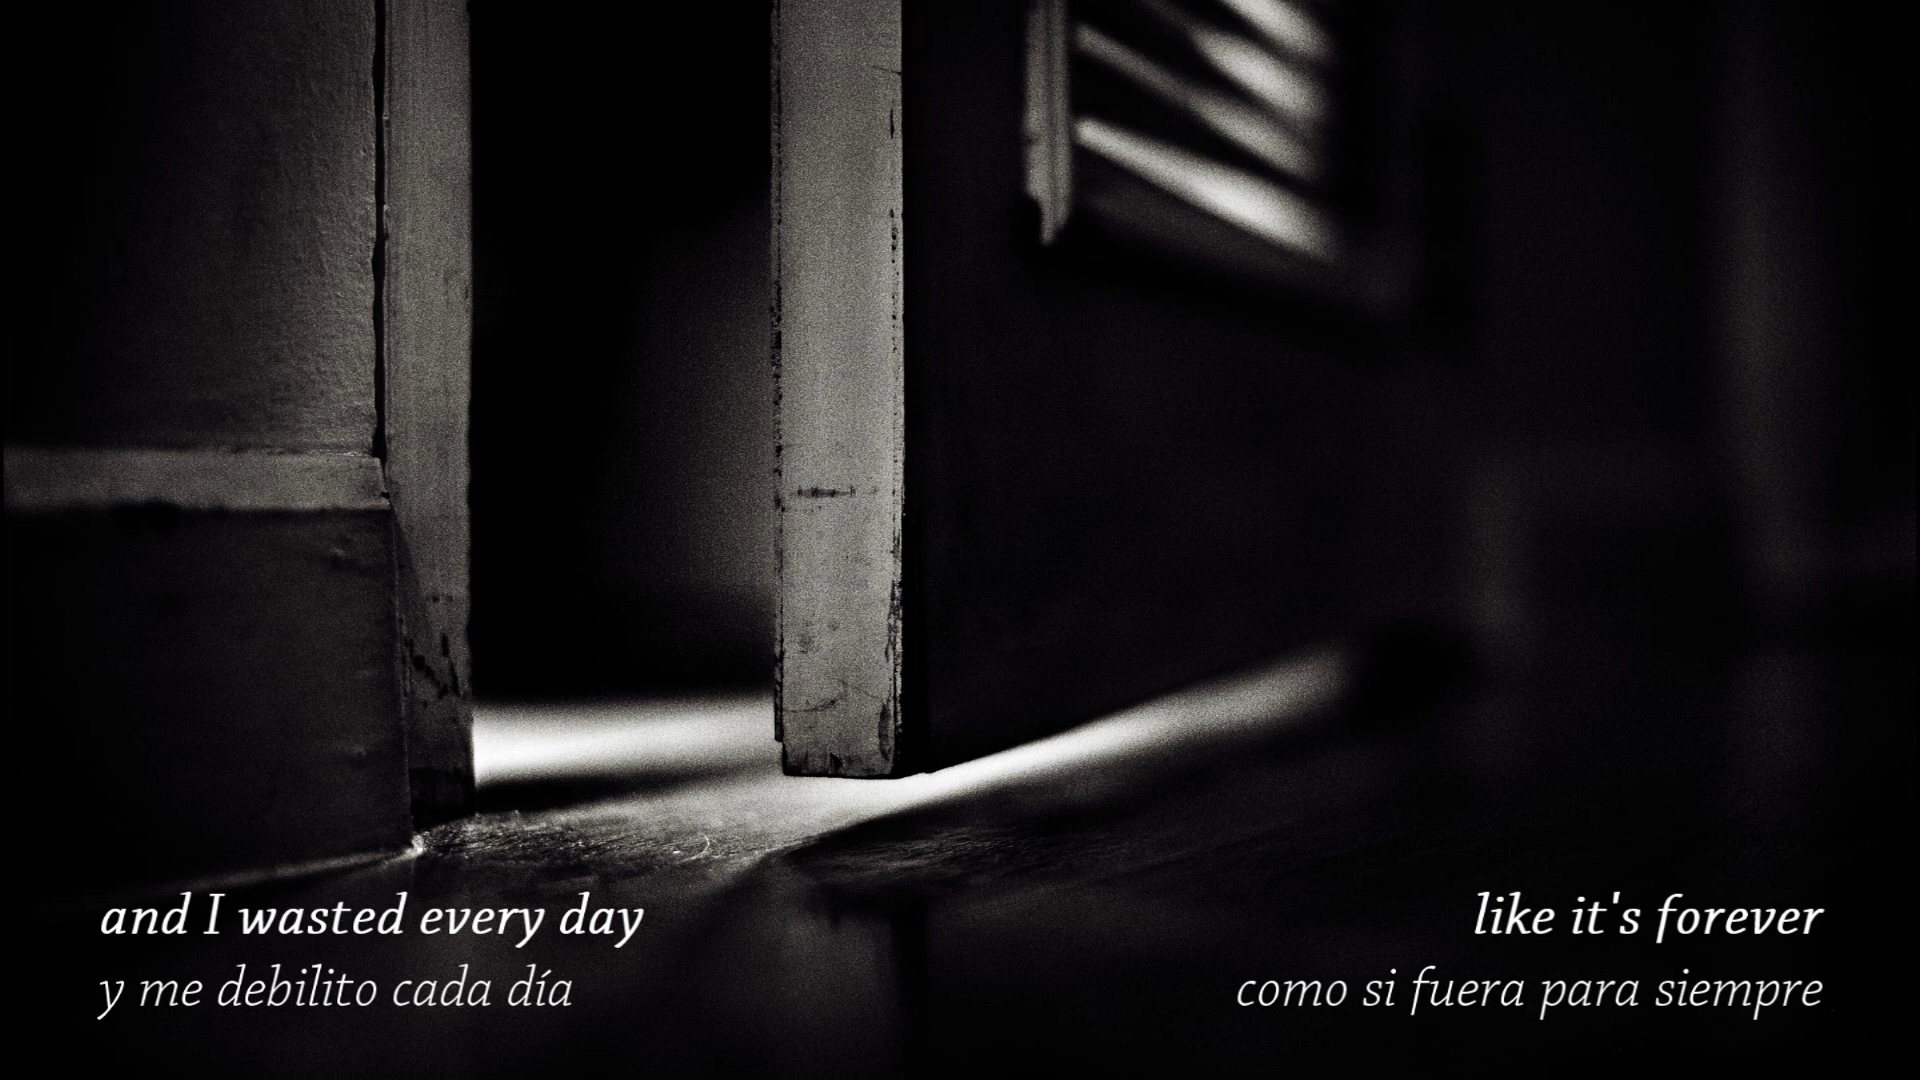 and I wasted every day
y me debilito cada día
like it's forever
como si fuera para siempre